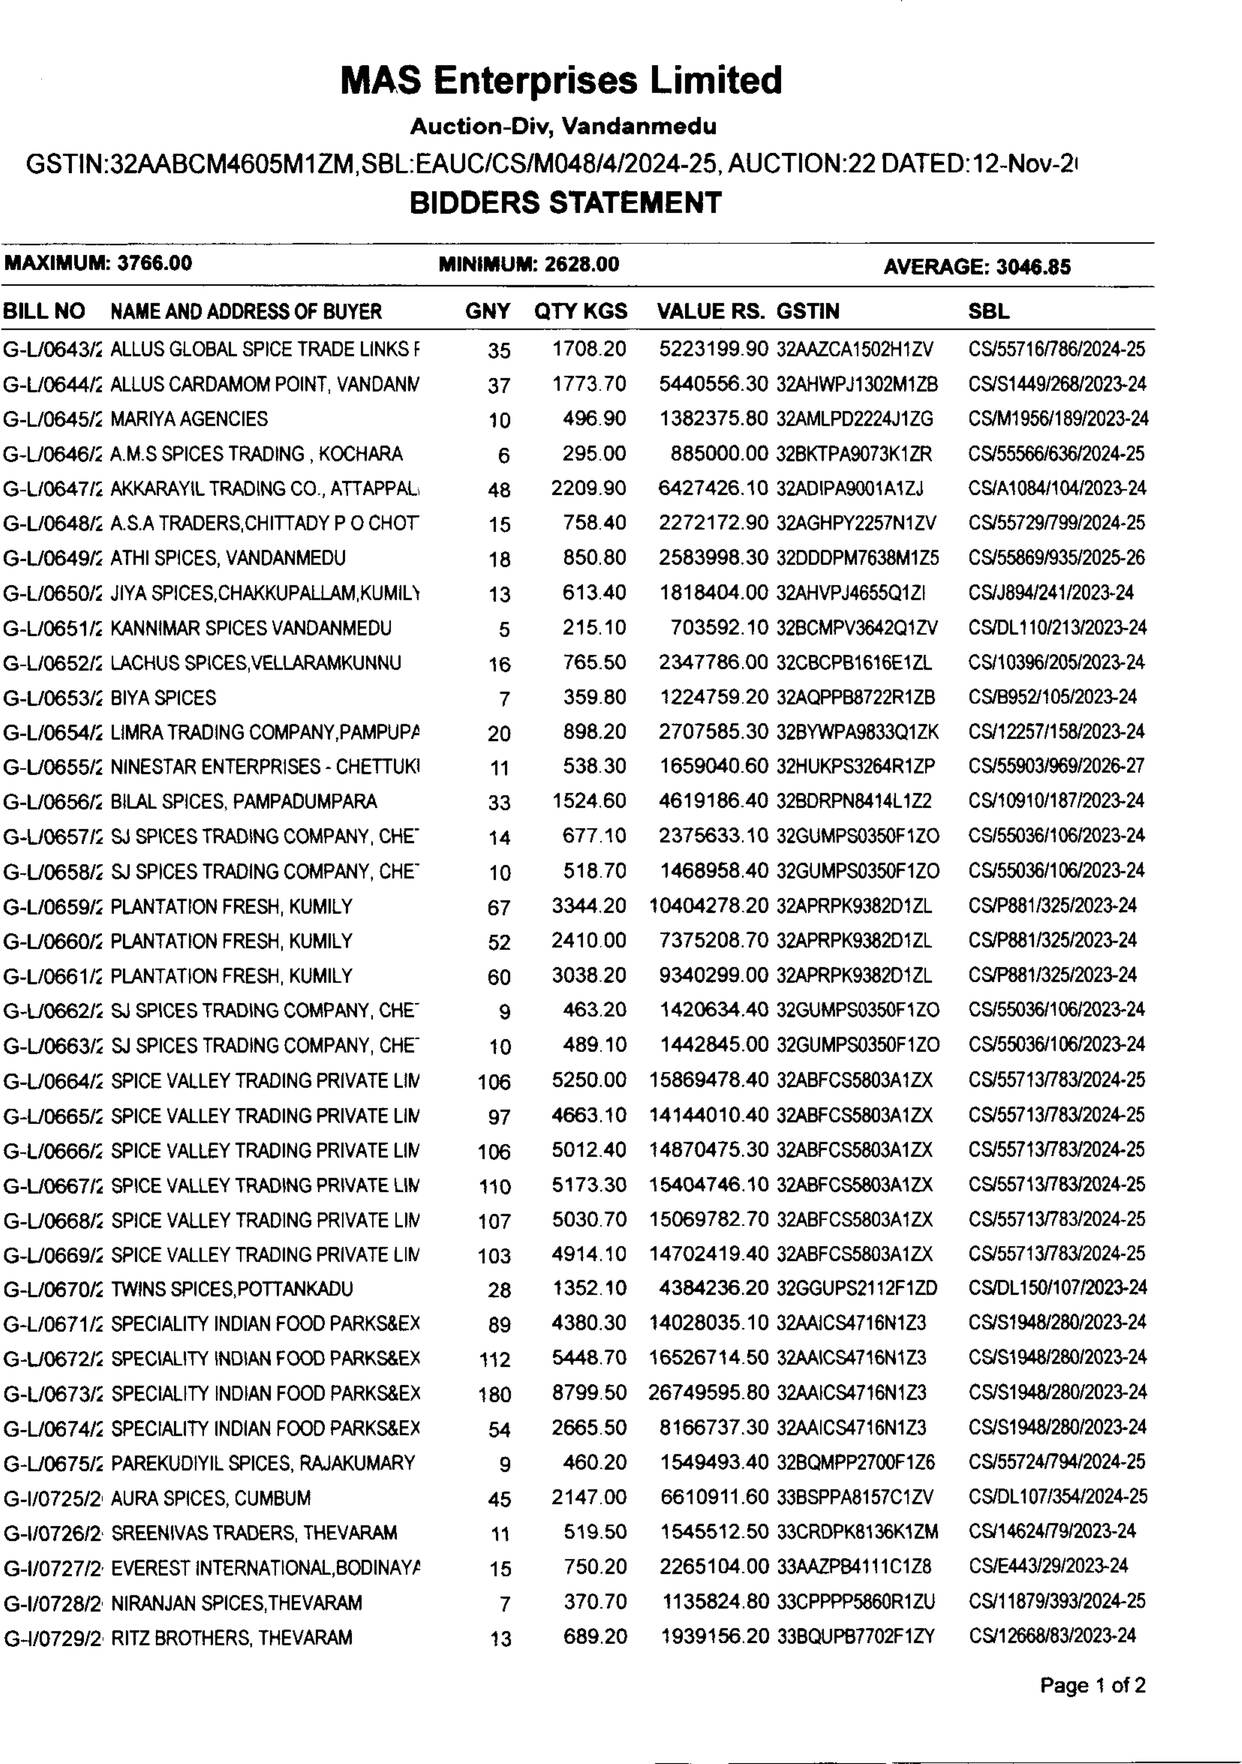 MAS Enterprises Limited
Auction-Div, Vandanmedu
GSTIN:32AABCM4605M1ZM,SBL:EAUC/CS/M048/4/2024-25, AUCTION:22 DATED:12-Nov-2
BIDDERS STATEMENT
MAXIMUM: 3766.00 MINIMUM: 2628.00 AVERAGE: 3046.85
BILL NO NAME AND ADDRESS OF BUYER GNY QTY KGS VALUE RS. GSTIN SBL
G-L/0643/2 ALLUS GLOBAL SPICE TRADE LINKS 35 1708.20 5223199.90 32AAZCA1502H1ZV CS/55716/786/2024-25
G-L/0644/2 ALLUS CARDAMOM POINT, VANDANM 37 1773.70 5440556.30 32AHWPJ1302M1ZB CS/S1449/268/2023-24
G-L/0645/2 MARIYA AGENCIES 10 496.90 1382375.80 32AMLPD2224J1ZG CS/M1956/189/2023-24
G-L/0646/2 A.M.S SPICES TRADING , KOCHARA 6 295.00 885000.00 32BKTPA9073K1ZR CS/55566/636/2024-25
G-L/0647/2 AKKARAYIL TRADING CO., ATTAPPAL 48 2209.90 6427426.10 32ADIPA9001A1ZJ CS/A1084/104/2023-24
G-L/0648/2 A.S.A TRADERS,CHITTADY P O CHOT 15 758.40 2272172.90 32AGHPY2257N1ZV CS/55729/799/2024-25
G-L/0649/2 ATHI SPICES, VANDANMEDU 18 850.80 2583998.30 32DDDPM7638M1Z5 CS/55869/935/2025-26
G-L/0650/2 JIYA SPICES,CHAKKUPALLAM,KUMILY 13 613.40 1818404.00 32AHVPJ4655Q1ZI CS/J894/241/2023-24
G-L/0651/2 KANNIMAR SPICES VANDANMEDU 5 215.10 703592.10 32BCMPV3642Q1ZV CS/DL110/213/2023-24
G-L/0652/2 LACHUS SPICES,VELLARAMKUNNU 16 765.50 2347786.00 32CBCPB1616E1ZL CS/10396/205/2023-24
G-L/0653/2 BIYA SPICES 7 359.80 1224759.20 32AQPPB8722R1ZB CS/B952/105/2023-24
G-L/0654/2 LIMRA TRADING COMPANY,PAMPUPA 20 898.20 2707585.30 32BYWPA9833Q1ZK CS/12257/158/2023-24
G-L/0655/2 NINESTAR ENTERPRISES - CHETTUK 11 538.30 1659040.60 32HUKPS3264R1ZP CS/55903/969/2026-27
G-L/0656/2 BILAL SPICES, PAMPADUMPARA 33 1524.60 4619186.40 32BDRPN8414L1Z2 CS/10910/187/2023-24
G-L/0657/2 SJ SPICES TRADING COMPANY, CHE 14 677.10 2375633.10 32GUMPS0350F1ZO CS/55036/106/2023-24
G-L/0658/2 SJ SPICES TRADING COMPANY, CHE 10 518.70 1468958.40 32GUMPS0350F1ZO CS/55036/106/2023-24
G-L/0659/2 PLANTATION FRESH, KUMILY 67 3344.20 10404278.20 32APRPK9382D1ZL CS/P881/325/2023-24
G-L/0660/2 PLANTATION FRESH, KUMILY 52 2410.00 7375208.70 32APRPK9382D1ZL CS/P881/325/2023-24
G-L/0661/2 PLANTATION FRESH, KUMILY 60 3038.20 9340299.00 32APRPK9382D1ZL CS/P881/325/2023-24
G-L/0662/2 SJ SPICES TRADING COMPANY, CHE 9 463.20 1420634.40 32GUMPS0350F1ZO CS/55036/106/2023-24
G-L/0663/2 SJ SPICES TRADING COMPANY, CHE 10 489.10 1442845.00 32GUMPS0350F1ZO CS/55036/106/2023-24
G-L/0664/2 SPICE VALLEY TRADING PRIVATE LIM 106 5250.00 15869478.40 32ABFCS5803A1ZX CS/55713/783/2024-25
G-L/0665/2 SPICE VALLEY TRADING PRIVATE LIM 97 4663.10 14144010.40 32ABFCS5803A1ZX CS/55713/783/2024-25
G-L/0666/2 SPICE VALLEY TRADING PRIVATE LIM 106 5012.40 14870475.30 32ABFCS5803A1ZX CS/55713/783/2024-25
G-L/0667/2 SPICE VALLEY TRADING PRIVATE LIM 110 5173.30 15404746.10 32ABFCS5803A1ZX CS/55713/783/2024-25
G-L/0668/2 SPICE VALLEY TRADING PRIVATE LIM 107 5030.70 15069782.70 32ABFCS5803A1ZX CS/55713/783/2024-25
G-L/0669/2 SPICE VALLEY TRADING PRIVATE LIM 103 4914.10 14702419.40 32ABFCS5803A1ZX CS/55713/783/2024-25
G-L/0670/2 TWINS SPICES,POTTANKADU 28 1352.10 4384236.20 32GGUPS2112F1ZD CS/DL150/107/2023-24
G-L/0671/2 SPECIALITY INDIAN FOOD PARKS&EX 89 4380.30 14028035.10 32AAICS4716N1Z3 CS/S1948/280/2023-24
G-L/0672/2 SPECIALITY INDIAN FOOD PARKS&EX 112 5448.70 16526714.50 32AAICS4716N1Z3 CS/S1948/280/2023-24
G-L/0673/2 SPECIALITY INDIAN FOOD PARKS&EX 180 8799.50 26749595.80 32AAICS4716N1Z3 CS/S1948/280/2023-24
G-L/0674/2 SPECIALITY INDIAN FOOD PARKS&EX 54 2665.50 8166737.30 32AAICS4716N1Z3 CS/S1948/280/2023-24
G-L/0675/2 PAREKUDIYIL SPICES, RAJAKUMARY 9 460.20 1549493.40 32BQMPP2700F1Z6 CS/55724/794/2024-25
G-I/0725/2 AURA SPICES, CUMBUM 45 2147.00 6610911.60 33BSPPA8157C1ZV CS/DL107/354/2024-25
G-I/0726/2 SREENIVAS TRADERS, THEVARAM 11 519.50 1545512.50 33CRDPK8136K1ZM CS/14624/79/2023-24
G-I/0727/2 EVEREST INTERNATIONAL,BODINAYA 15 750.20 2265104.00 33AAZPB4111C1Z8 CS/E443/29/2023-24
G-I/0728/2 NIRANJAN SPICES,THEVARAM 7 370.70 1135824.80 33CPPPP5860R1ZU CS/11879/393/2024-25
G-I/0729/2 RITZ BROTHERS, THEVARAM 13 689.20 1939156.20 33BQUPB7702F1ZY CS/12668/83/2023-24
Page 1 of 2